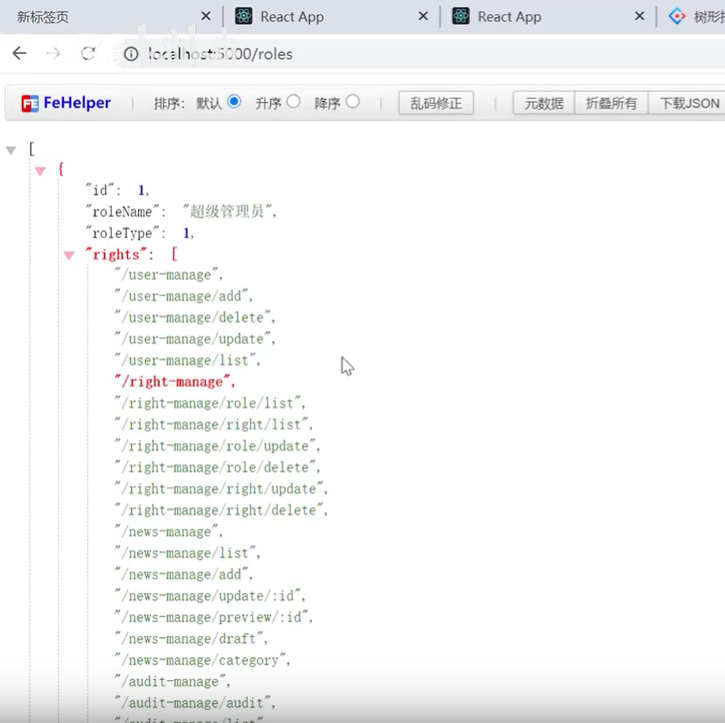 新标签页
React App
React App
localhost:5000/roles
FeHelper
排序: 默认 升序 降序 乱码修正 元数据 折叠所有 下载JSON
[
{
"id": 1,
"roleName": "超级管理员",
"roleType": 1,
"rights": [
"/user-manage",
"/user-manage/add",
"/user-manage/delete",
"/user-manage/update",
"/user-manage/list",
"/right-manage",
"/right-manage/role/list",
"/right-manage/right/list",
"/right-manage/role/update",
"/right-manage/role/delete",
"/right-manage/right/update",
"/right-manage/right/delete",
"/news-manage",
"/news-manage/list",
"/news-manage/add",
"/news-manage/update/:id",
"/news-manage/preview/:id",
"/news-manage/draft",
"/news-manage/category",
"/audit-manage",
"/audit-manage/audit",
"/audit-manage/list",